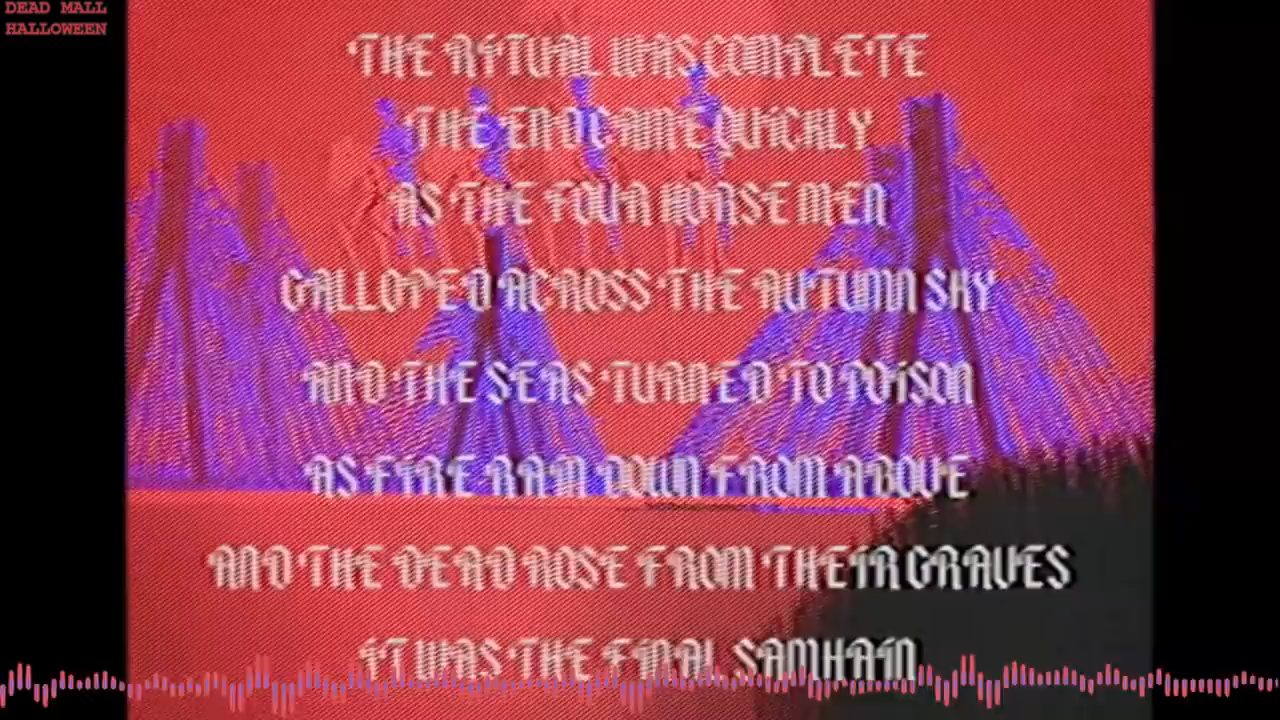 DEAD MALL
HALLOWEEN
THE RITUAL WAS COMPLETE
THE END CAME QUICKLY
AS THE FOUR HORSEMEN
GALLOPED ACROSS THE AUTUMN SKY
AND THE SEAS TURNED TO POISON
AS FIRE RAIN DOWN FROM ABOVE
AND THE DEAD ROSE FROM THEIR GRAVES
IT WAS THE FINAL SAMHAIN